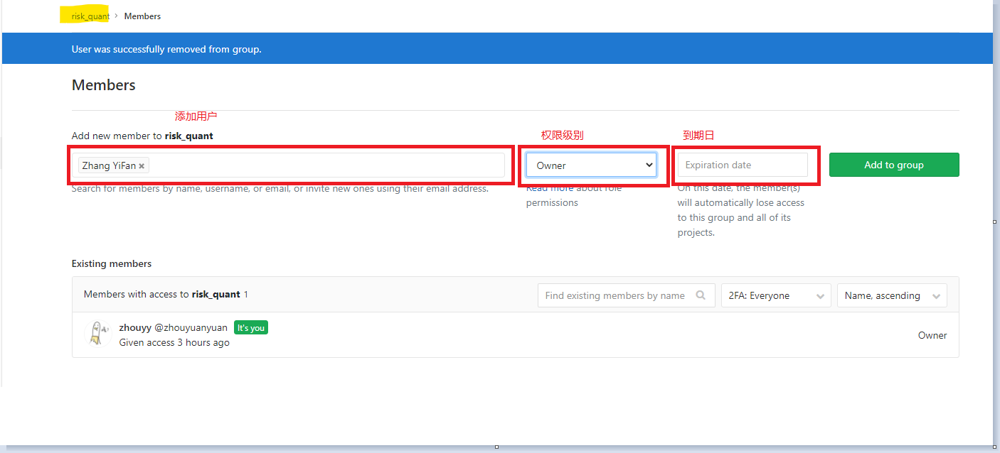 risk_quant > Members
User was successfully removed from group.
Members
添加用户
Add new member to risk_quant
权限级别
到期日
Zhang YiFan ×
Owner
Expiration date
Add to group
Search for members by name, username, or email, or invite new ones using their email address.
Read more about role
permissions
On this date, the member(s)
will automatically lose access
to this group and all of its
projects.
Existing members
Members with access to risk_quant 1
Find existing members by name
2FA: Everyone
Name, ascending
zhouyy @zhouyuanyuan It's you
Given access 3 hours ago
Owner